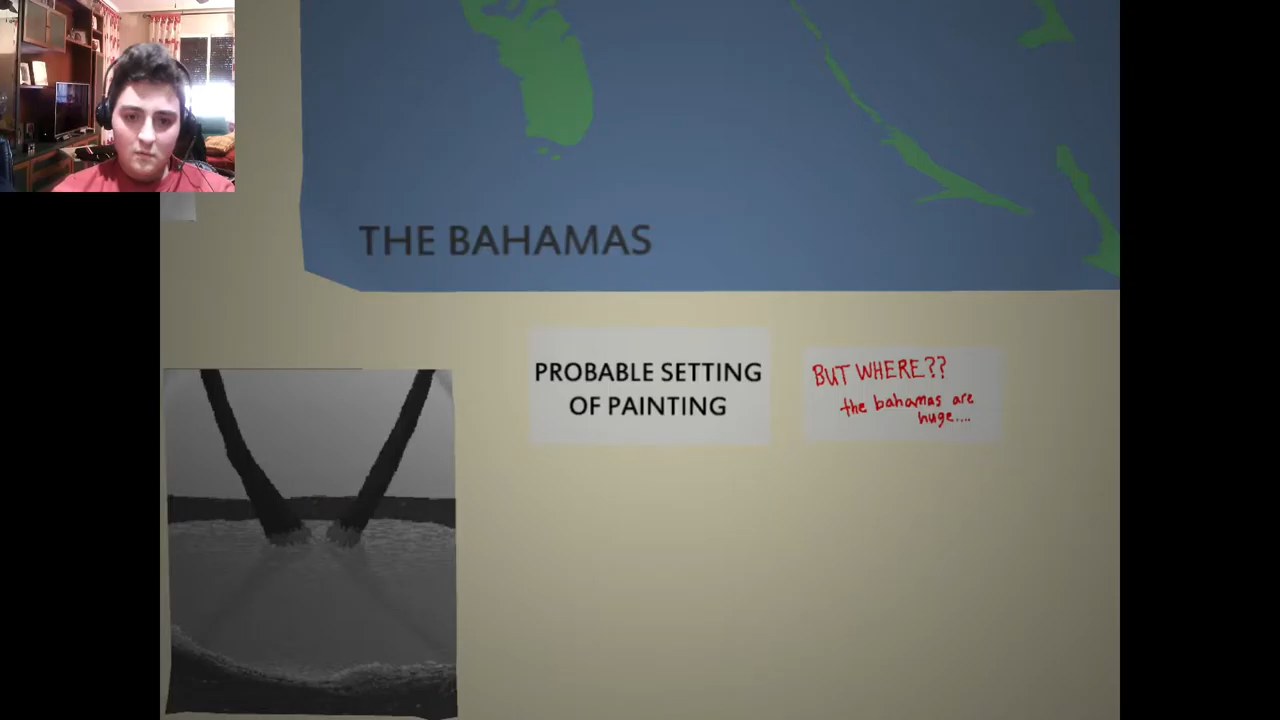 THE BAHAMAS
PROBABLE SETTING
OF PAINTING
BUT WHERE??
the bahamas are
huge....